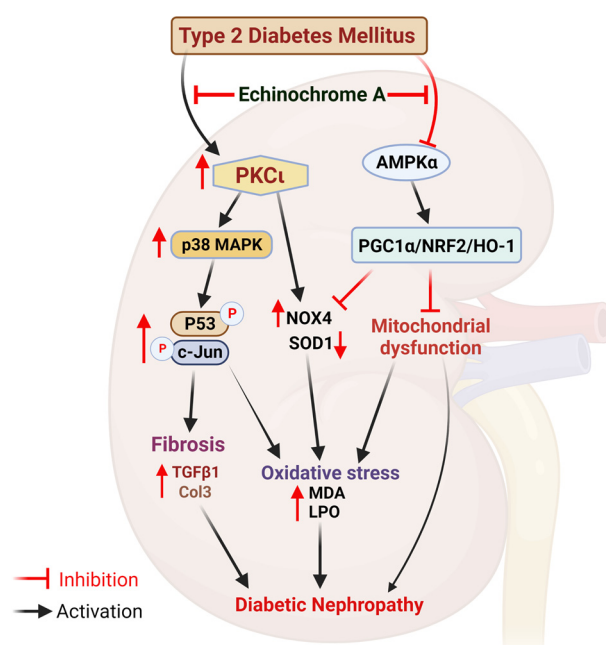 Type 2 Diabetes Mellitus
Echinochrome A
AMPKα
PKCι
p38 MAPK
PGC1α/NRF2/HO-1
P
P53
NOX4
P
c-Jun
SOD1
Mitochondrial
dysfunction
Fibrosis
TGFβ1
Col3
Oxidative stress
MDA
LPO
Inhibition
Activation
Diabetic Nephropathy